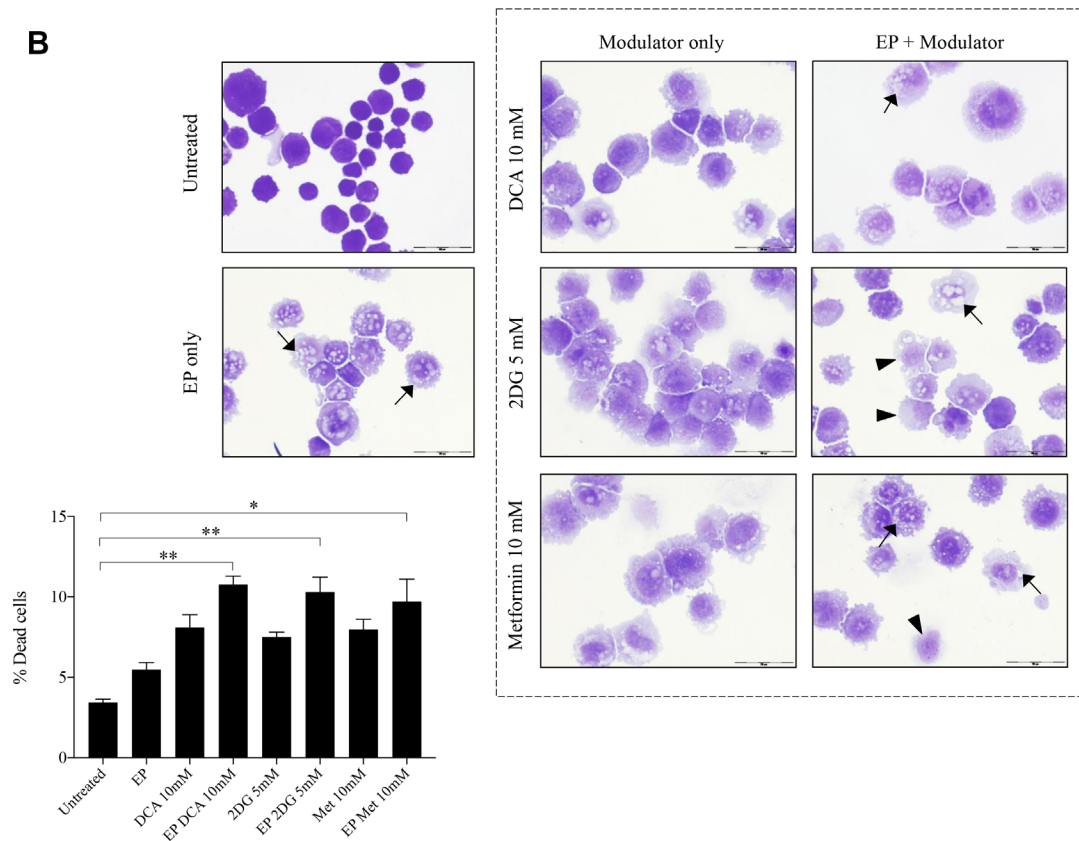 B
Modulator only
EP + Modulator
Untreated
DCA 10 mM
EP only
2DG 5 mM
Metformin 10 mM
15
10
5
0
% Dead cells
*
**
**
Untreated
EP
DCA 10mM
EP DCA 10mM
2DG 5mM
EP 2DG 5mM
Met 10mM
EP Met 10mM